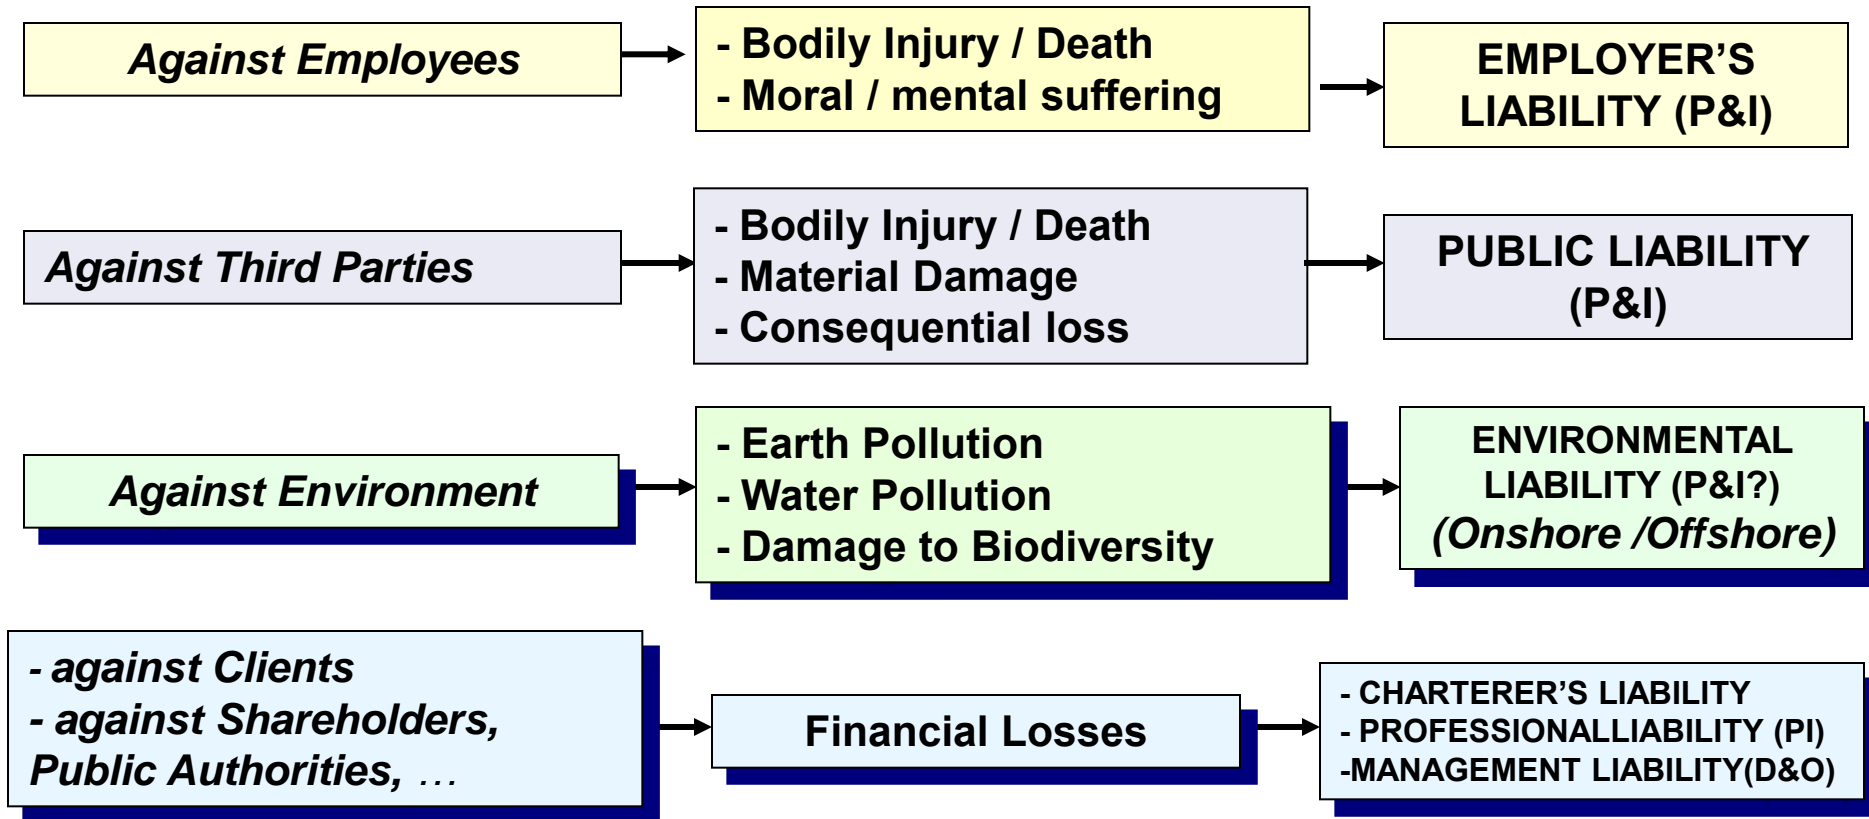 Against Employees
- Bodily Injury / Death
- Moral / mental suffering
EMPLOYER’S
LIABILITY (P&I)
Against Third Parties
- Bodily Injury / Death
- Material Damage
- Consequential loss
PUBLIC LIABILITY
(P&I)
Against Environment
- Earth Pollution
- Water Pollution
- Damage to Biodiversity
ENVIRONMENTAL
LIABILITY (P&I?)
(Onshore /Offshore)
- against Clients
- against Shareholders,
Public Authorities, …
Financial Losses
- CHARTERER’S LIABILITY
- PROFESSIONALLIABILITY (PI)
-MANAGEMENT LIABILITY(D&O)